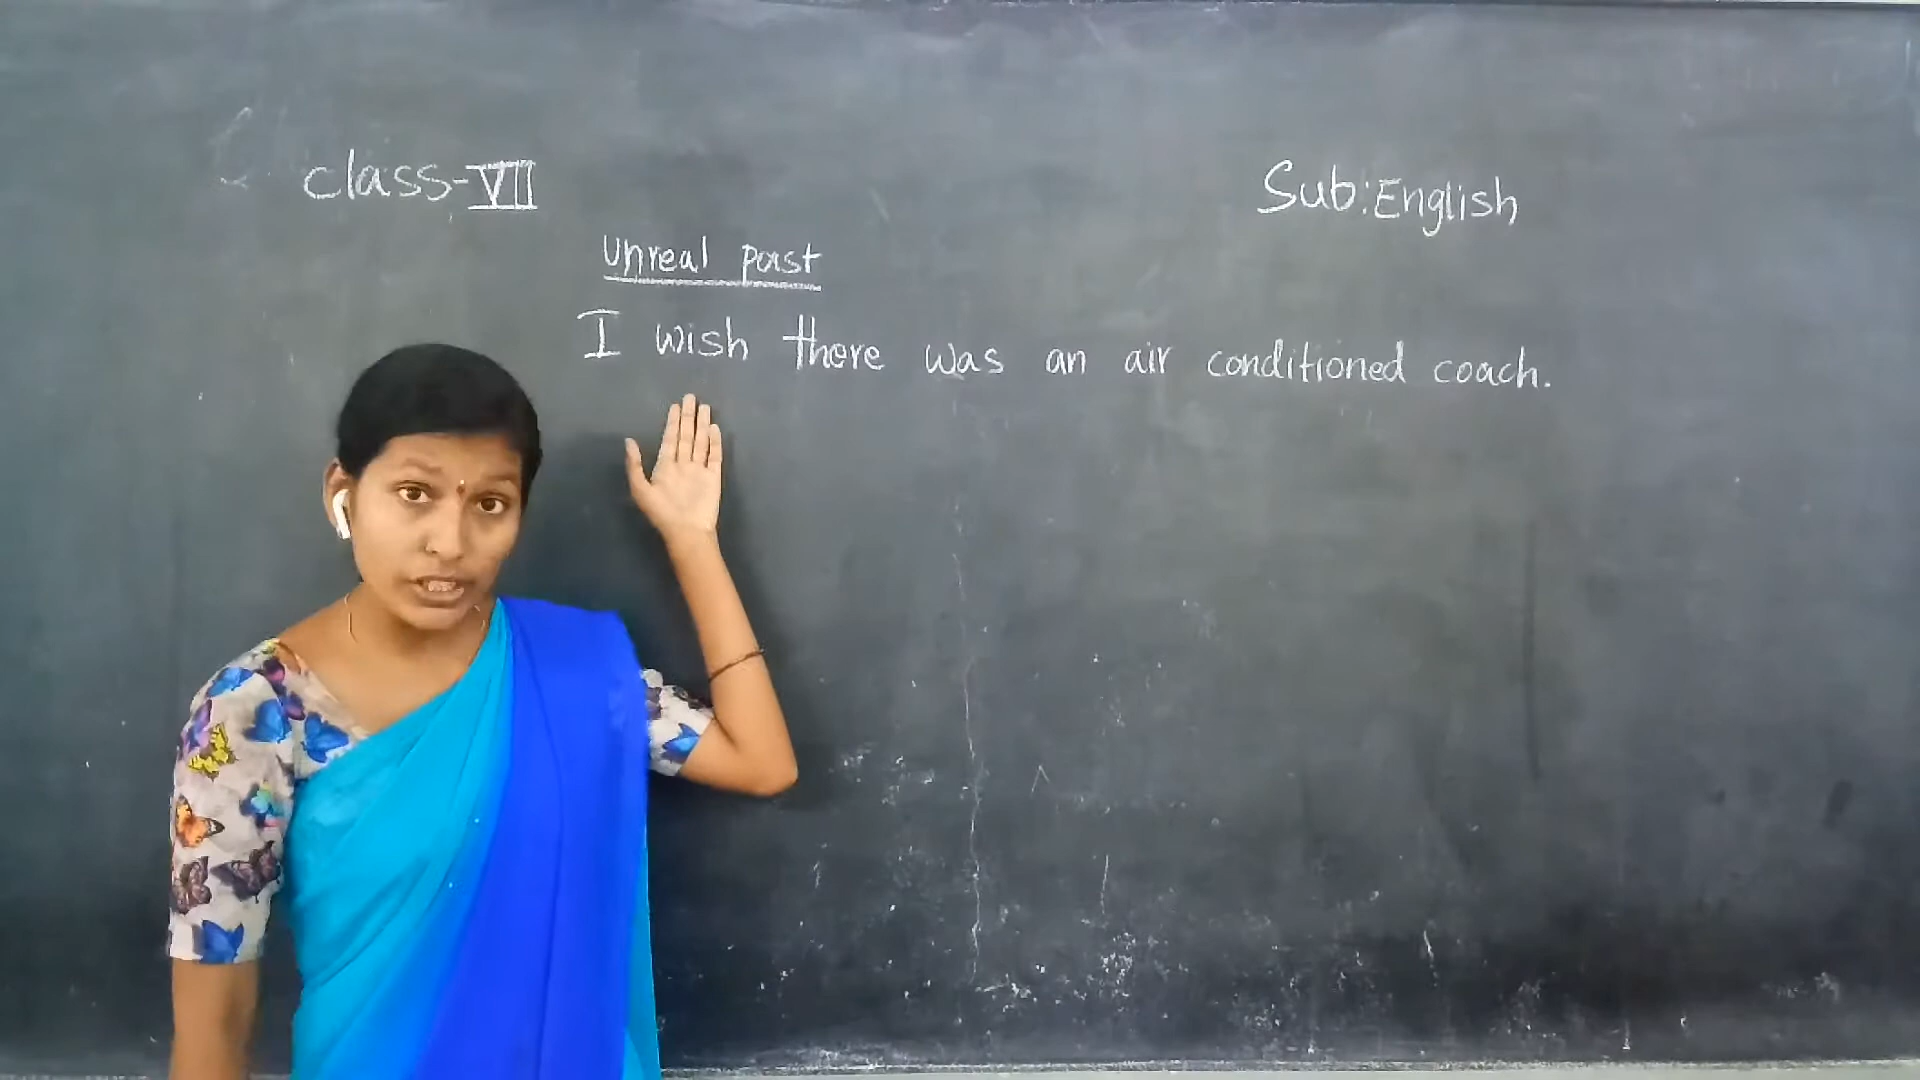 class-VII
Sub:English
Unreal past
I wish there was an air conditioned coach.